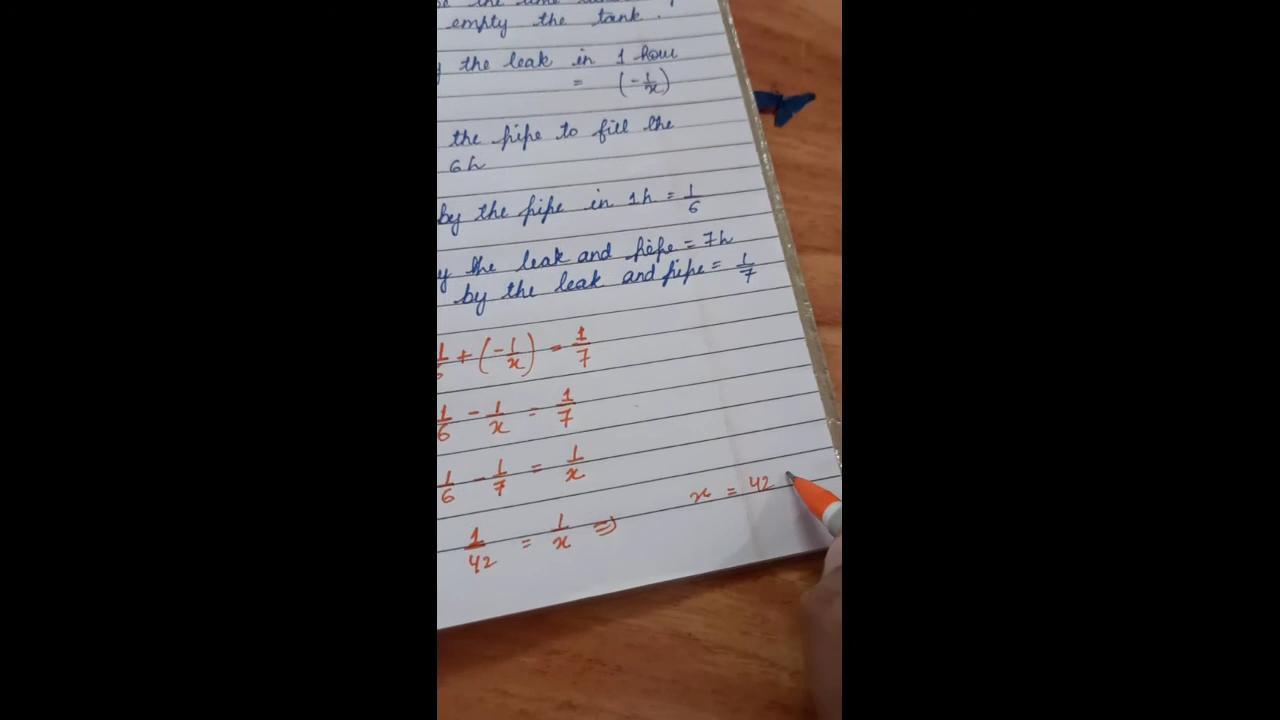 the time
empty the tank.
the leak in 1 hour
= (-1/x)
the pipe to fill the
6h
by the pipe in 1h = 1/6
the leak and pipe = 7h
by the leak and pipe = 1/7
1/6 + (-1/x) = 1/7
1/6 - 1/x = 1/7
1/6 - 1/7 = 1/x
1/42 = 1/x ⇒ x = 42